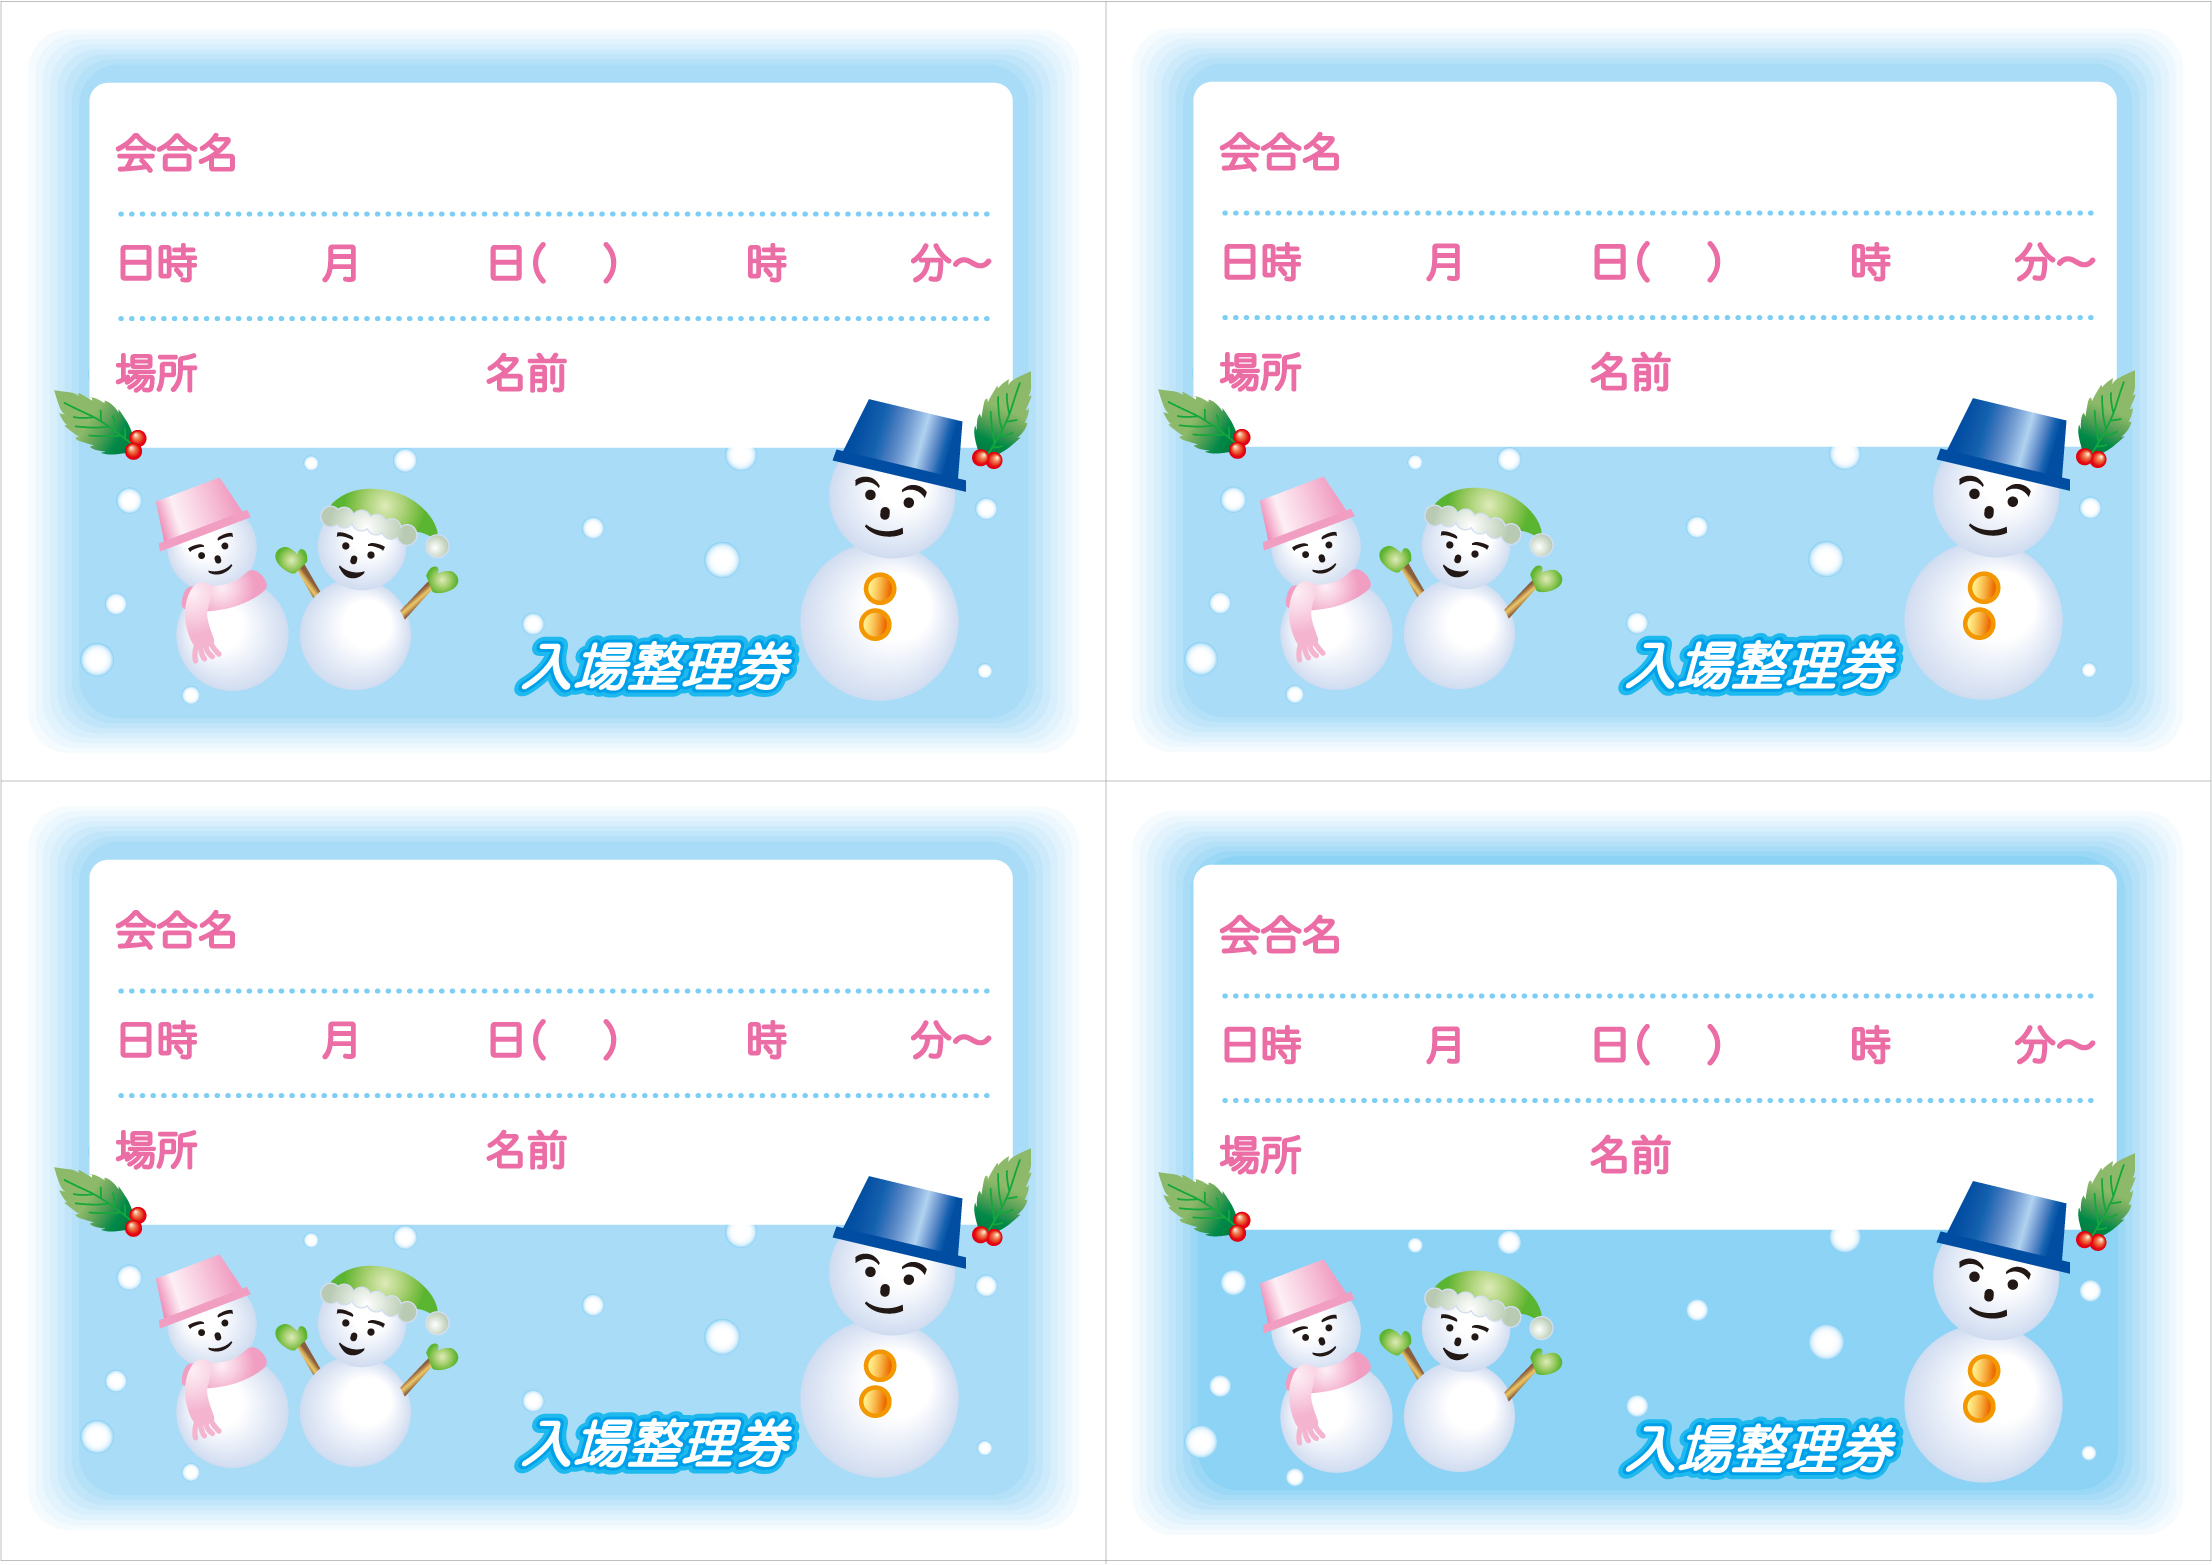 会合名
日時 月 日( ) 時 分～
場所 名前
入場整理券
会合名
日時 月 日( ) 時 分～
場所 名前
入場整理券
会合名
日時 月 日( ) 時 分～
場所 名前
入場整理券
会合名
日時 月 日( ) 時 分～
場所 名前
入場整理券